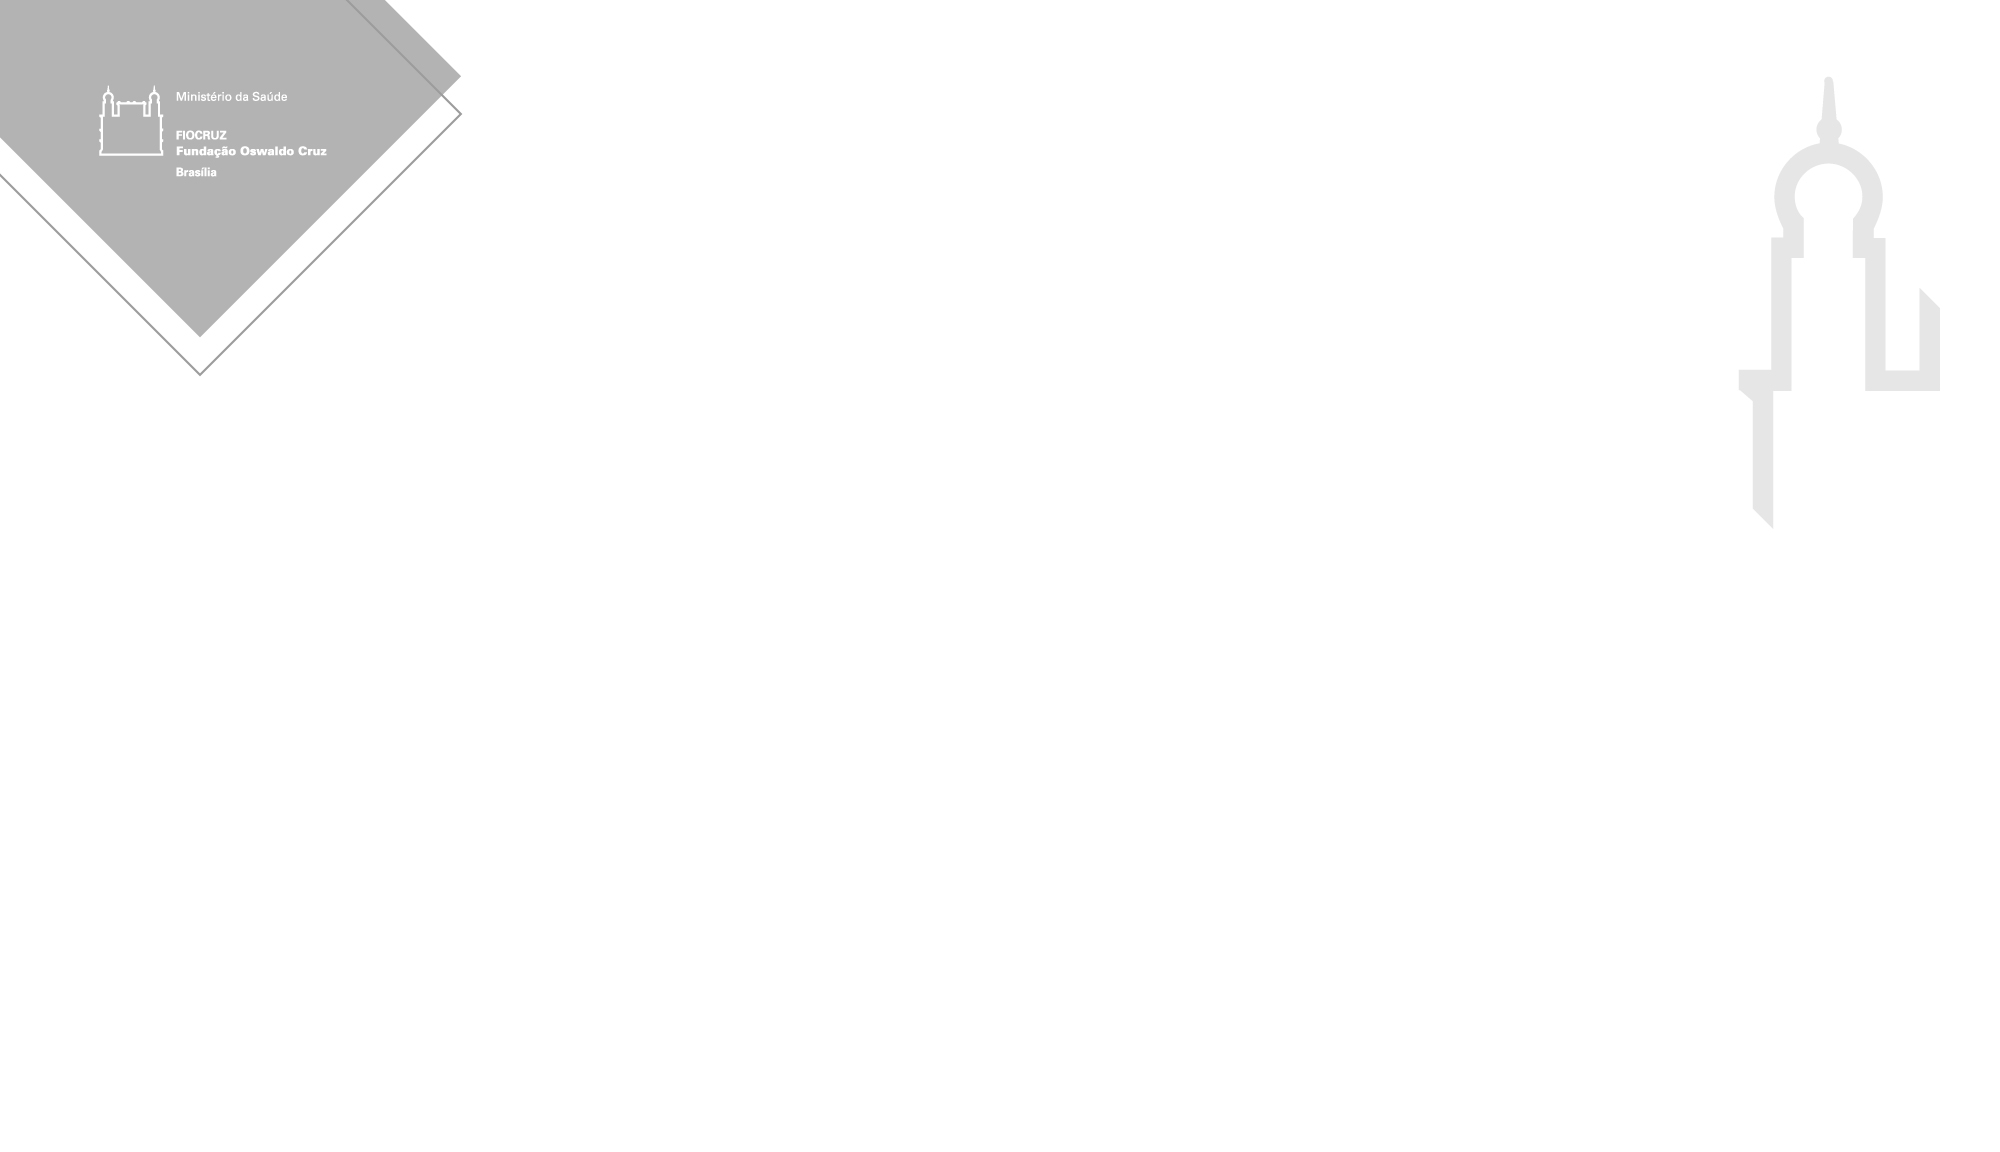 Ministério da Saúde
FIOCRUZ
Fundação Oswaldo Cruz
Brasília